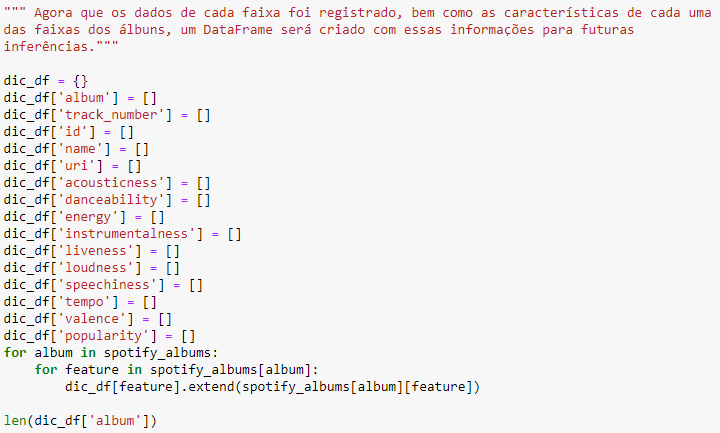 """ Agora que os dados de cada faixa foi registrado, bem como as características de cada uma
das faixas dos álbuns, um DataFrame será criado com essas informações para futuras
inferências."""
dic_df = {}
dic_df['album'] = []
dic_df['track_number'] = []
dic_df['id'] = []
dic_df['name'] = []
dic_df['uri'] = []
dic_df['acousticness'] = []
dic_df['danceability'] = []
dic_df['energy'] = []
dic_df['instrumentalness'] = []
dic_df['liveness'] = []
dic_df['loudness'] = []
dic_df['speechiness'] = []
dic_df['tempo'] = []
dic_df['valence'] = []
dic_df['popularity'] = []
for album in spotify_albums:
    for feature in spotify_albums[album]:
        dic_df[feature].extend(spotify_albums[album][feature])
len(dic_df['album'])